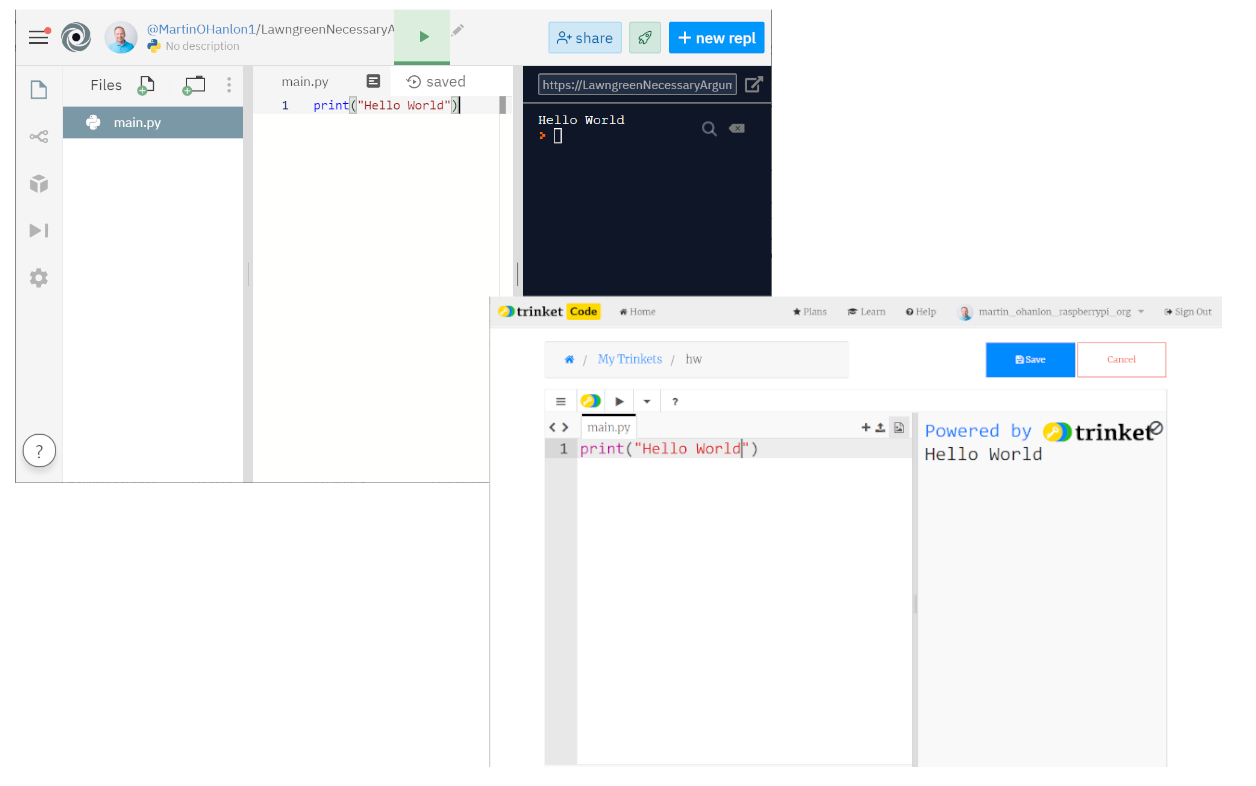 @MartinOHanlon1/LawngreenNecessaryA
No description
share
+ new repl
Files
main.py
main.py
saved
1 print("Hello World")
https://LawngreenNecessaryArgun
Hello World
>
?
trinket Code
Home
Plans
Learn
Help
martin_ohanlon_raspberrypi_org
Sign Out
/ My Trinkets / hw
Save
Cancel
?
< >
main.py
1 print("Hello World")
Powered by trinket
Hello World